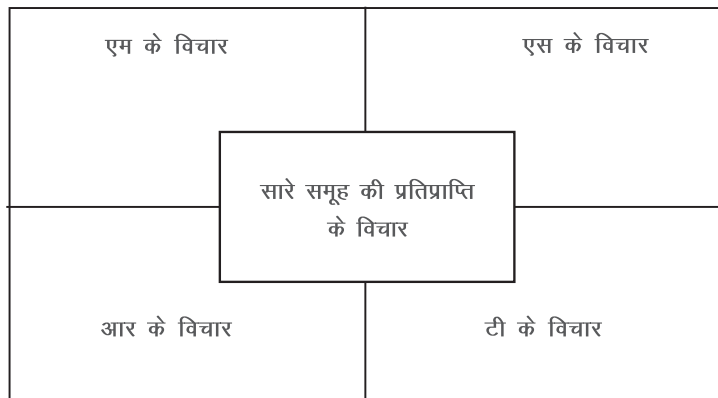 एम के विचार
एस के विचार
सारे समूह की प्रतिप्राप्ति
के विचार
आर के विचार
टी के विचार